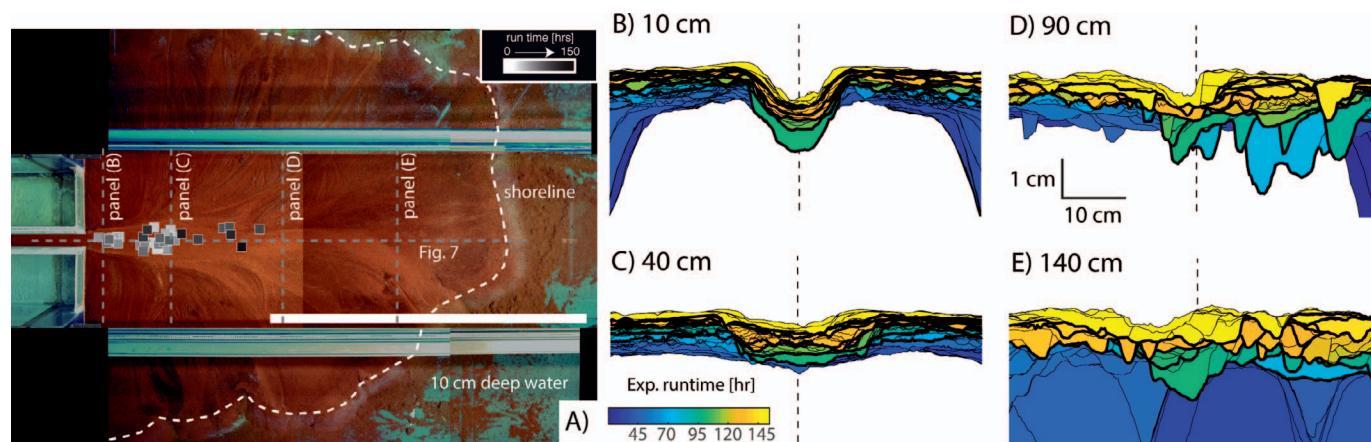 run time [hrs]
0 → 150
panel (B)
panel (C)
panel (D)
panel (E)
shoreline
Fig. 7
10 cm deep water
A)
B) 10 cm
C) 40 cm
Exp. runtime [hr]
45 70 95 120 145
D) 90 cm
1 cm
10 cm
E) 140 cm